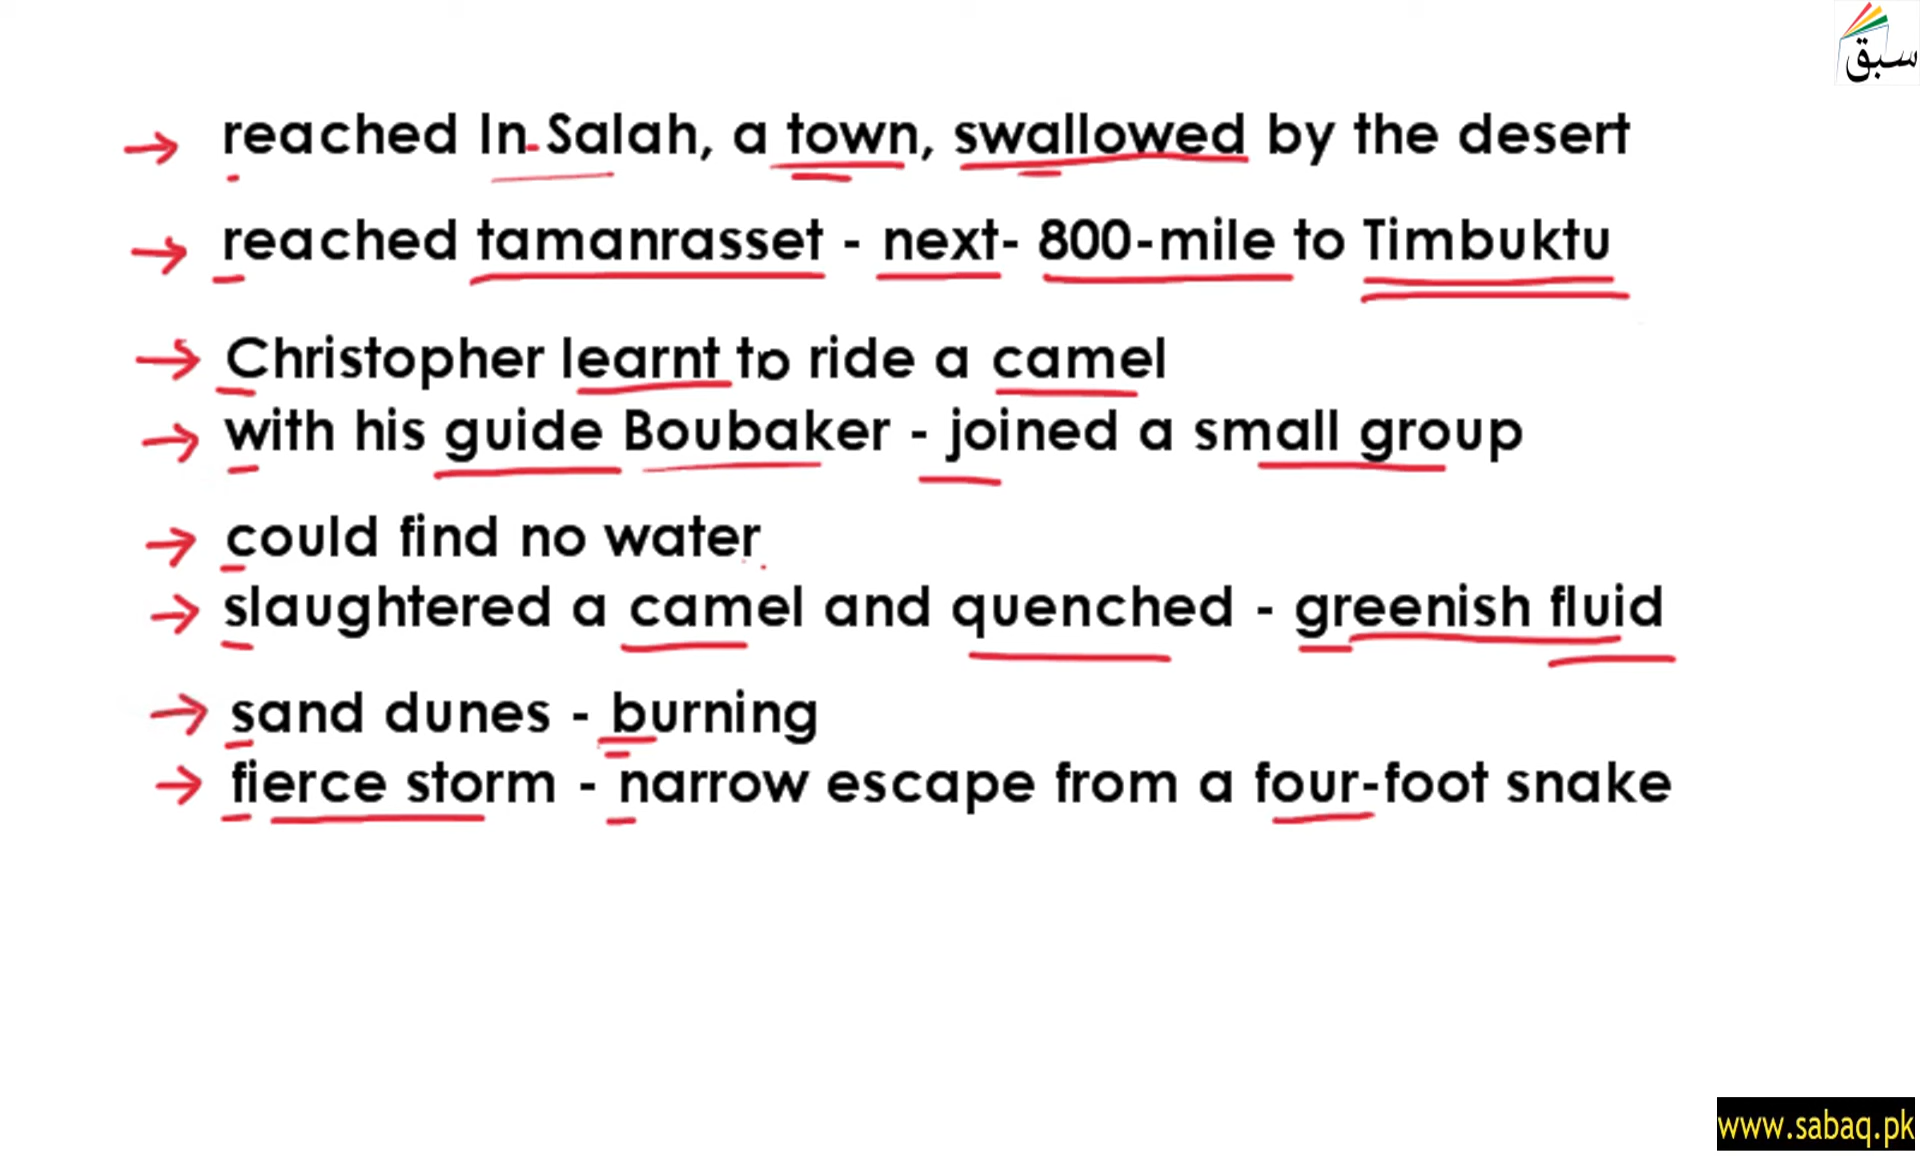 سبق
reached In-Salah, a town, swallowed by the desert
reached tamanrasset - next- 800-mile to Timbuktu
Christopher learnt to ride a camel
with his guide Boubaker - joined a small group
could find no water
slaughtered a camel and quenched - greenish fluid
sand dunes - burning
fierce storm - narrow escape from a four-foot snake
www.sabaq.pk